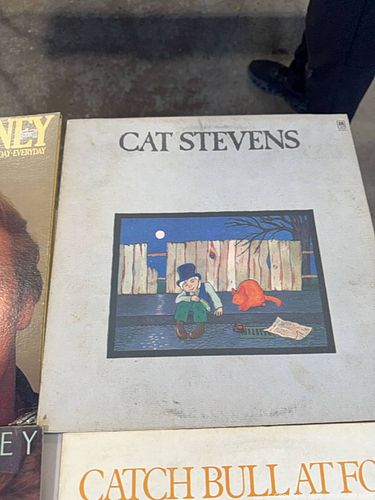 NEY
DAY-EVERYDAY
CAT STEVENS
EY
CATCH BULL AT FO